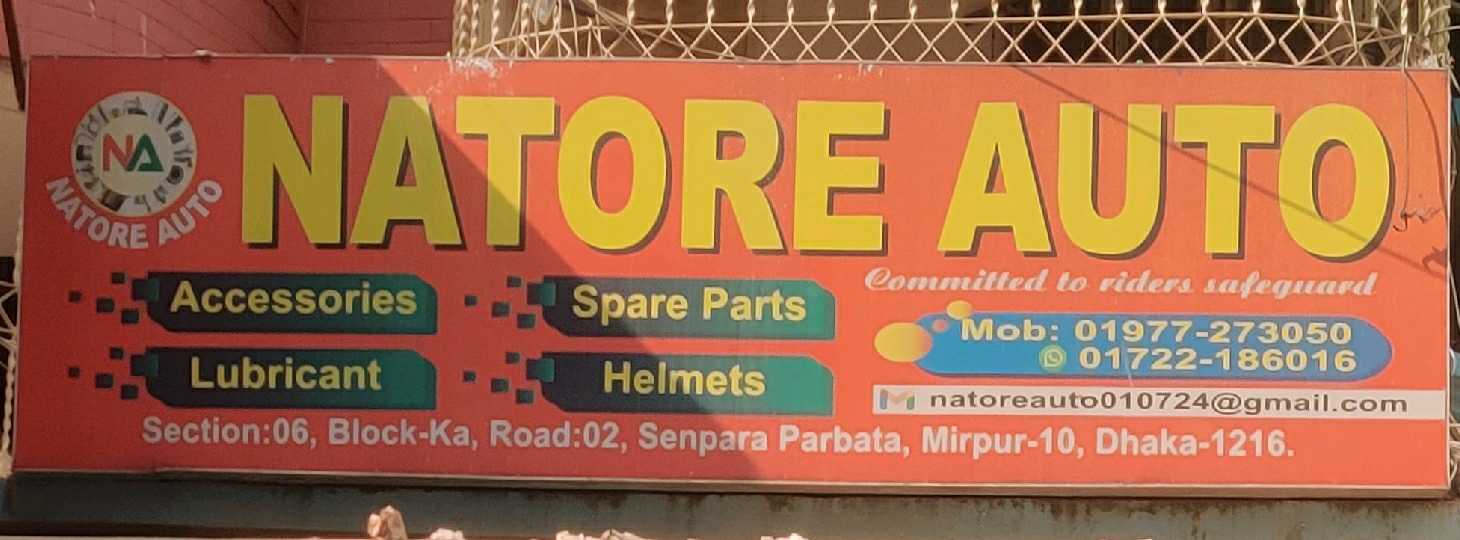 NA
NATORE AUTO
NATORE AUTO
Accessories
Spare Parts
Lubricant
Helmets
Committed to riders safeguard
Mob: 01977-273050
01722-186016
natoreauto010724@gmail.com
Section:06, Block-Ka, Road:02, Senpara Parbata, Mirpur-10, Dhaka-1216.